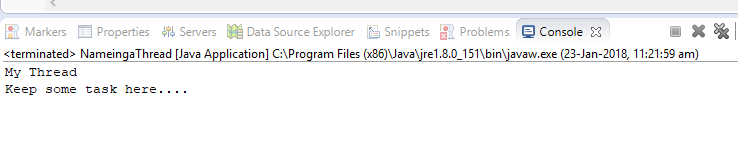 Markers Properties Servers Data Source Explorer Snippets Problems Console
<terminated> NameingaThread [Java Application] C:\Program Files (x86)\Java\jre1.8.0_151\bin\javaw.exe (23-Jan-2018, 11:21:59 am)
My Thread
Keep some task here....